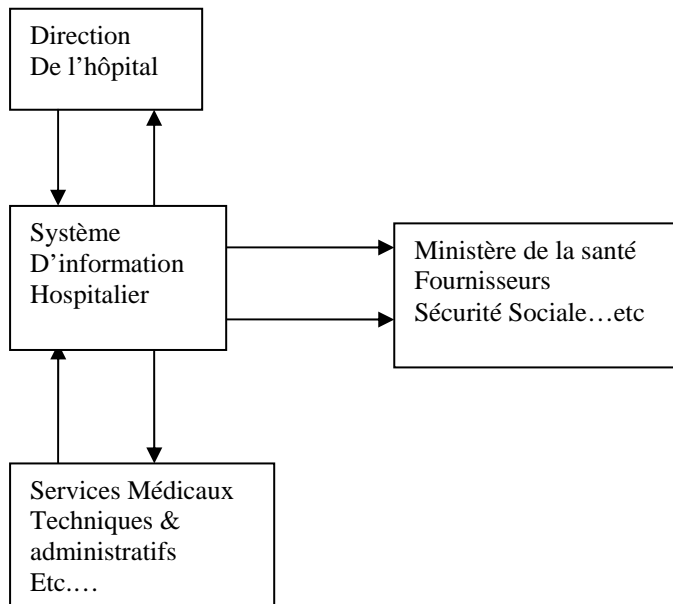 Direction
De l’hôpital
Système
D’information
Hospitalier
Ministère de la santé
Fournisseurs
Sécurité Sociale…etc
Services Médicaux
Techniques &
administratifs
Etc.…